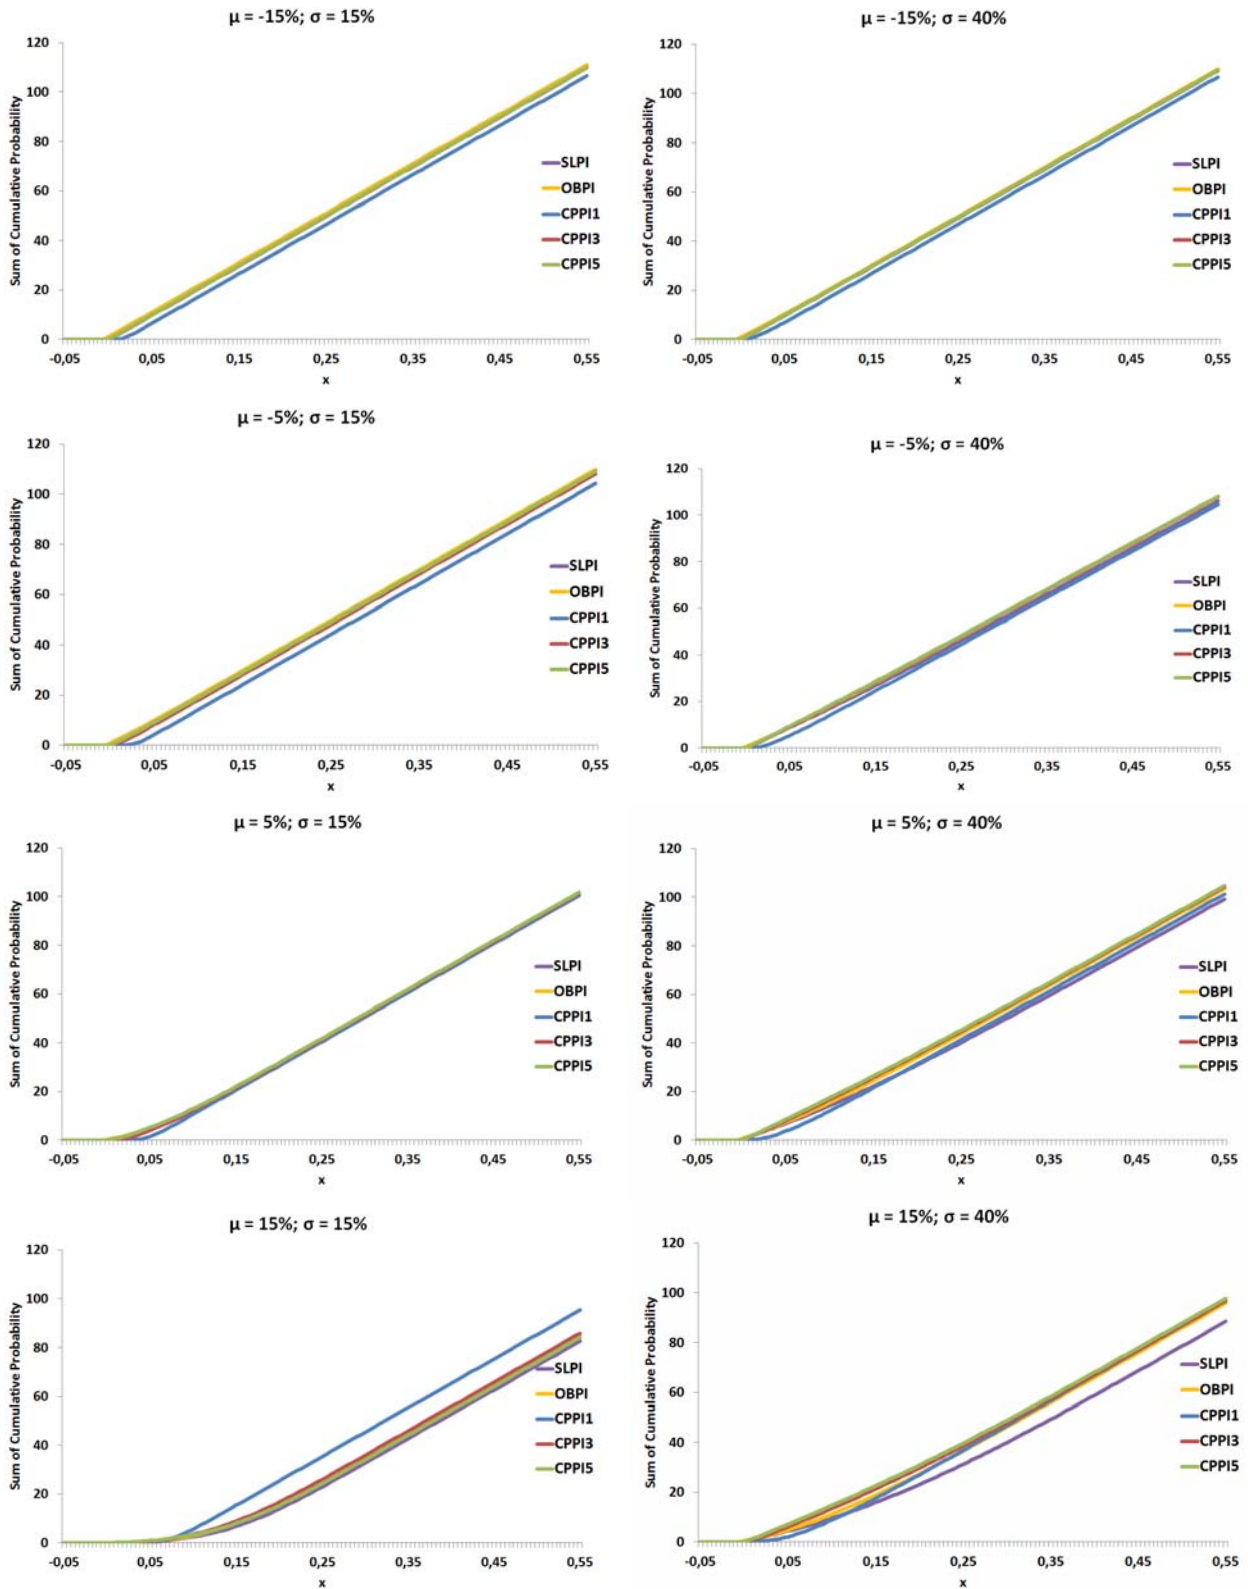 μ = -15%; σ = 15%
Sum of Cumulative Probability
120
100
80
60
40
20
0
-0,05 0,05 0,15 0,25 0,35 0,45 0,55
x
SLPI
OBPI
CPPI1
CPPI3
CPPI5
μ = -15%; σ = 40%
Sum of Cumulative Probability
120
100
80
60
40
20
0
-0,05 0,05 0,15 0,25 0,35 0,45 0,55
x
SLPI
OBPI
CPPI1
CPPI3
CPPI5
μ = -5%; σ = 15%
Sum of Cumulative Probability
120
100
80
60
40
20
0
-0,05 0,05 0,15 0,25 0,35 0,45 0,55
x
SLPI
OBPI
CPPI1
CPPI3
CPPI5
μ = -5%; σ = 40%
Sum of Cumulative Probability
120
100
80
60
40
20
0
-0,05 0,05 0,15 0,25 0,35 0,45 0,55
x
SLPI
OBPI
CPPI1
CPPI3
CPPI5
μ = 5%; σ = 15%
Sum of Cumulative Probability
120
100
80
60
40
20
0
-0,05 0,05 0,15 0,25 0,35 0,45 0,55
x
SLPI
OBPI
CPPI1
CPPI3
CPPI5
μ = 5%; σ = 40%
Sum of Cumulative Probability
120
100
80
60
40
20
0
-0,05 0,05 0,15 0,25 0,35 0,45 0,55
x
SLPI
OBPI
CPPI1
CPPI3
CPPI5
μ = 15%; σ = 15%
Sum of Cumulative Probability
120
100
80
60
40
20
0
-0,05 0,05 0,15 0,25 0,35 0,45 0,55
x
SLPI
OBPI
CPPI1
CPPI3
CPPI5
μ = 15%; σ = 40%
Sum of Cumulative Probability
120
100
80
60
40
20
0
-0,05 0,05 0,15 0,25 0,35 0,45 0,55
x
SLPI
OBPI
CPPI1
CPPI3
CPPI5